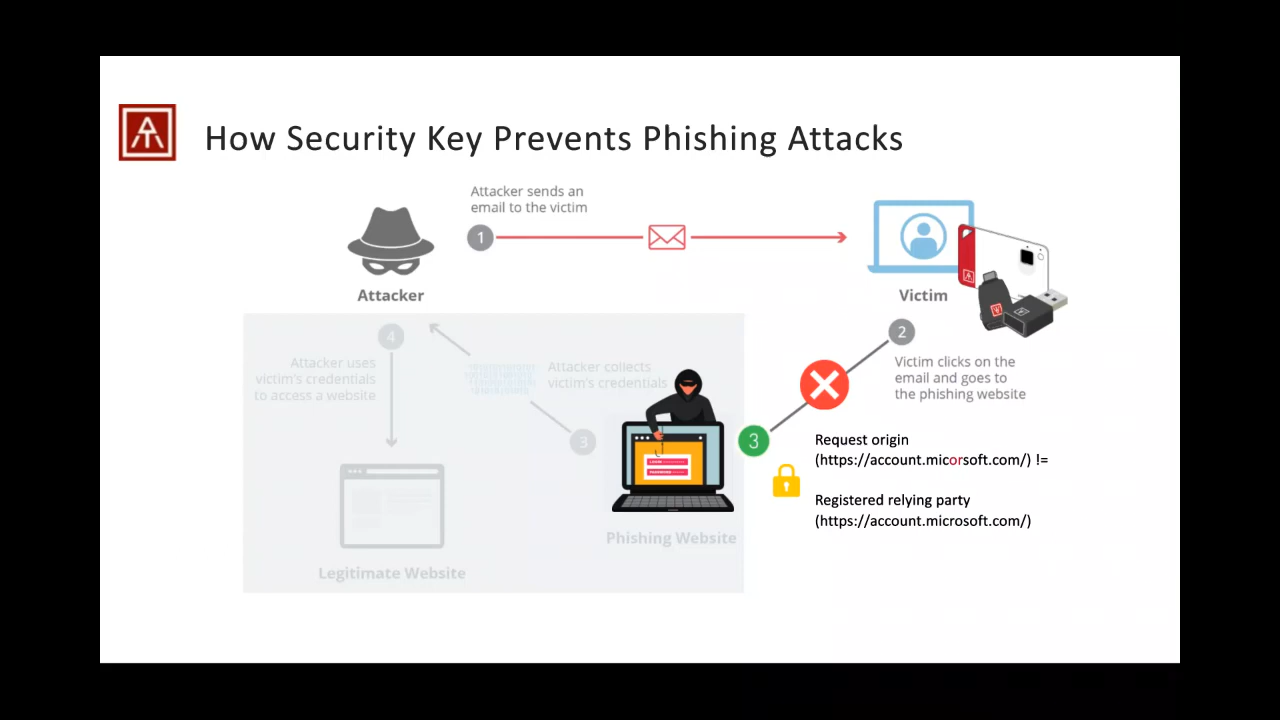 How Security Key Prevents Phishing Attacks
Attacker sends an
email to the victim
1
Attacker
Victim
4
2
Attacker uses
victim's credentials
to access a website
Attacker collects
victim's credentials
Victim clicks on the
email and goes to
the phishing website
3
3
Request origin
(https://account.micorsoft.com/) !=
Registered relying party
(https://account.microsoft.com/)
LOGIN
PASSWORD
Phishing Website
Legitimate Website